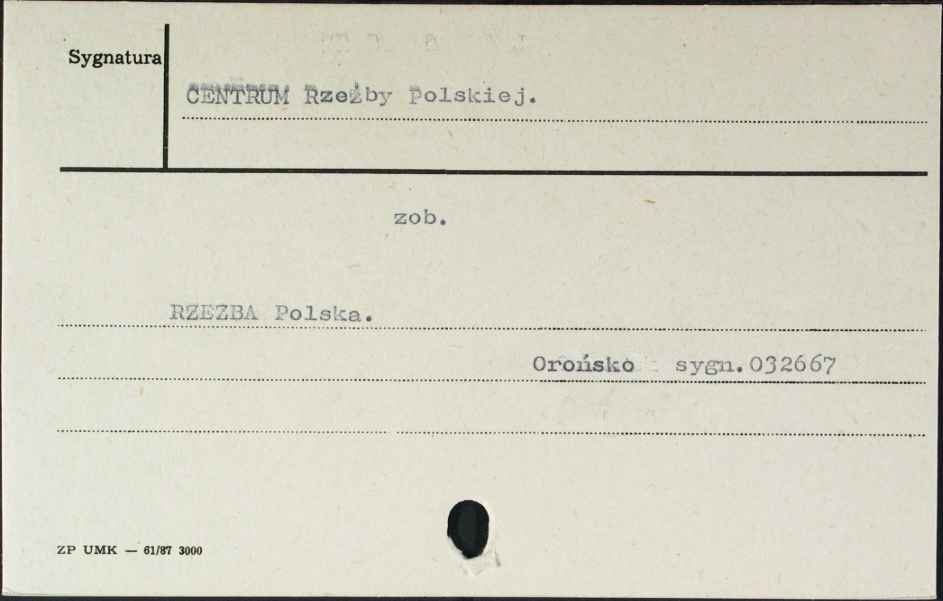 Sygnatura
CENTRUM Rzeźby Polskiej.
zob.
RZEŹBA Polska.
Orońsko sygn.032667
ZP UMK — 61/87 3000